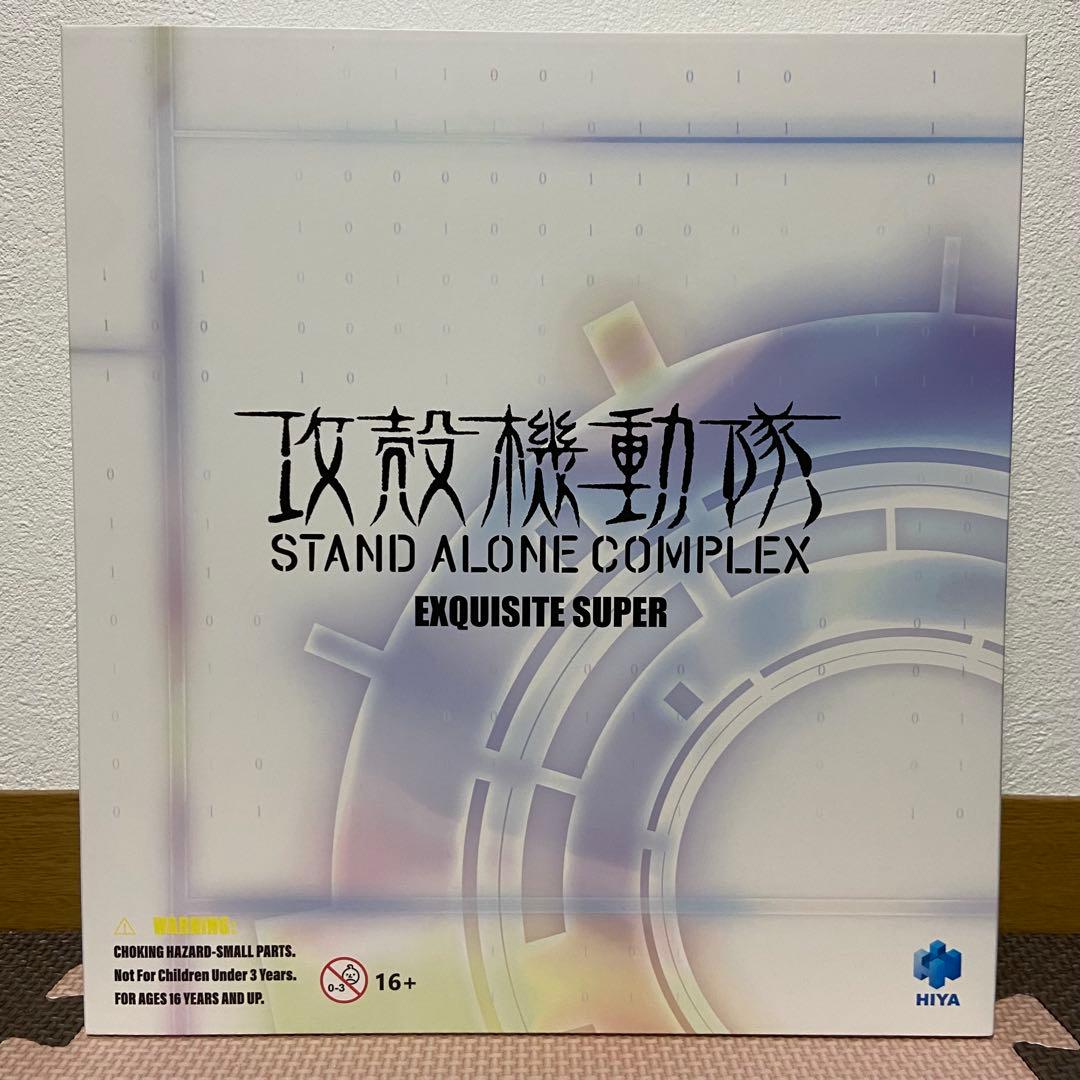 攻殻機動隊
STAND ALONE COMPLEX
EXQUISITE SUPER
WARNING:
CHOKING HAZARD-SMALL PARTS.
Not For Children Under 3 Years.
FOR AGES 16 YEARS AND UP.
0-3
16+
HIYA